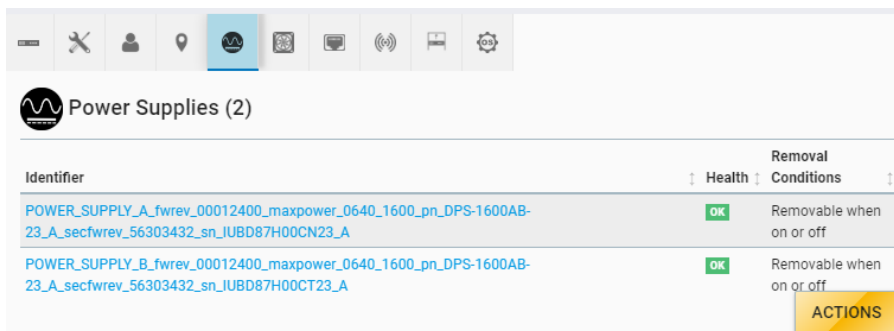 OS
Power Supplies (2)
Removal
Identifier Health Conditions
POWER_SUPPLY_A_fwrev_00012400_maxpower_0640_1600_pn_DPS-1600AB- OK Removable when
23_A_secfwrev_56303432_sn_IUBD87H00CN23_A on or off
POWER_SUPPLY_B_fwrev_00012400_maxpower_0640_1600_pn_DPS-1600AB- OK Removable when
23_A_secfwrev_56303432_sn_IUBD87H00CT23_A on or off
ACTIONS